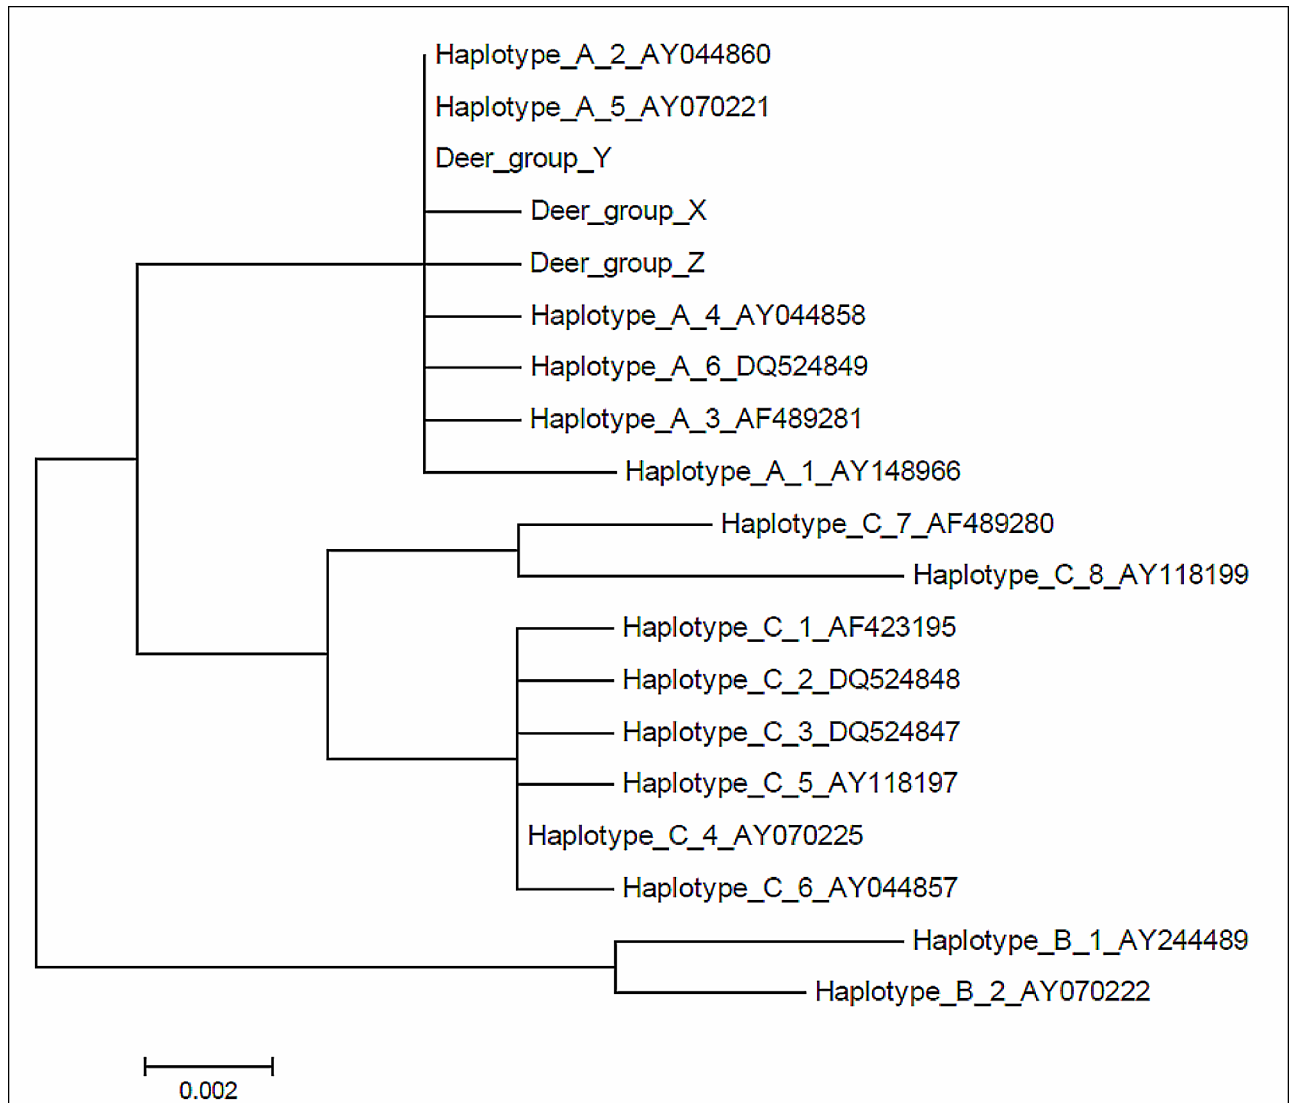 Haplotype_A_2_AY044860
Haplotype_A_5_AY070221
Deer_group_Y
Deer_group_X
Deer_group_Z
Haplotype_A_4_AY044858
Haplotype_A_6_DQ524849
Haplotype_A_3_AF489281
Haplotype_A_1_AY148966
Haplotype_C_7_AF489280
Haplotype_C_8_AY118199
Haplotype_C_1_AF423195
Haplotype_C_2_DQ524848
Haplotype_C_3_DQ524847
Haplotype_C_5_AY118197
Haplotype_C_4_AY070225
Haplotype_C_6_AY044857
Haplotype_B_1_AY244489
Haplotype_B_2_AY070222
0.002